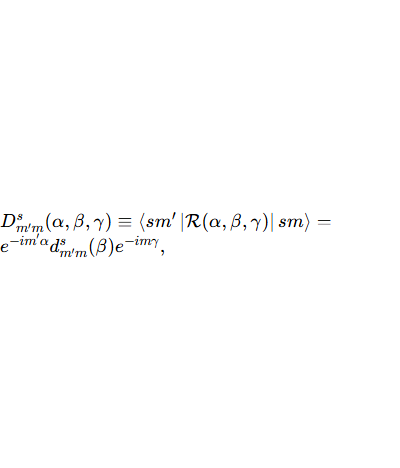 D^s_{m'm}(α, β, γ) ≡ ⟨sm' |ℛ(α, β, γ)| sm⟩ =
e^{-im'α} d^s_{m'm}(β)e^{-imγ},